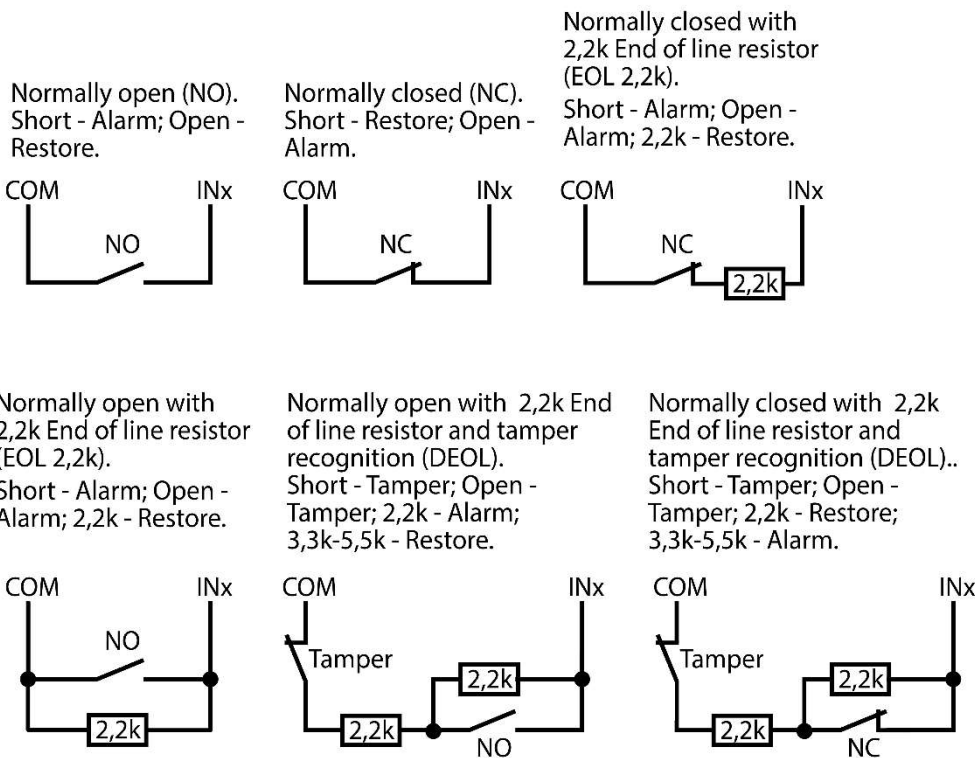 Normally open (NO).
Short - Alarm; Open -
Restore.
COM INx
NO
Normally closed (NC).
Short - Restore; Open -
Alarm.
COM INx
NC
Normally closed with
2,2k End of line resistor
(EOL 2,2k).
Short - Alarm; Open -
Alarm; 2,2k - Restore.
COM INx
NC
2,2k
Normally open with
2,2k End of line resistor
(EOL 2,2k).
Short - Alarm; Open -
Alarm; 2,2k - Restore.
COM INx
NO
2,2k
Normally open with 2,2k End
of line resistor and tamper
recognition (DEOL).
Short - Tamper; Open -
Tamper; 2,2k - Alarm;
3,3k-5,5k - Restore.
COM INx
Tamper
2,2k
2,2k
NO
Normally closed with 2,2k
End of line resistor and
tamper recognition (DEOL)..
Short - Tamper; Open -
Tamper; 2,2k - Restore;
3,3k-5,5k - Alarm.
COM INx
Tamper
2,2k
2,2k
NC